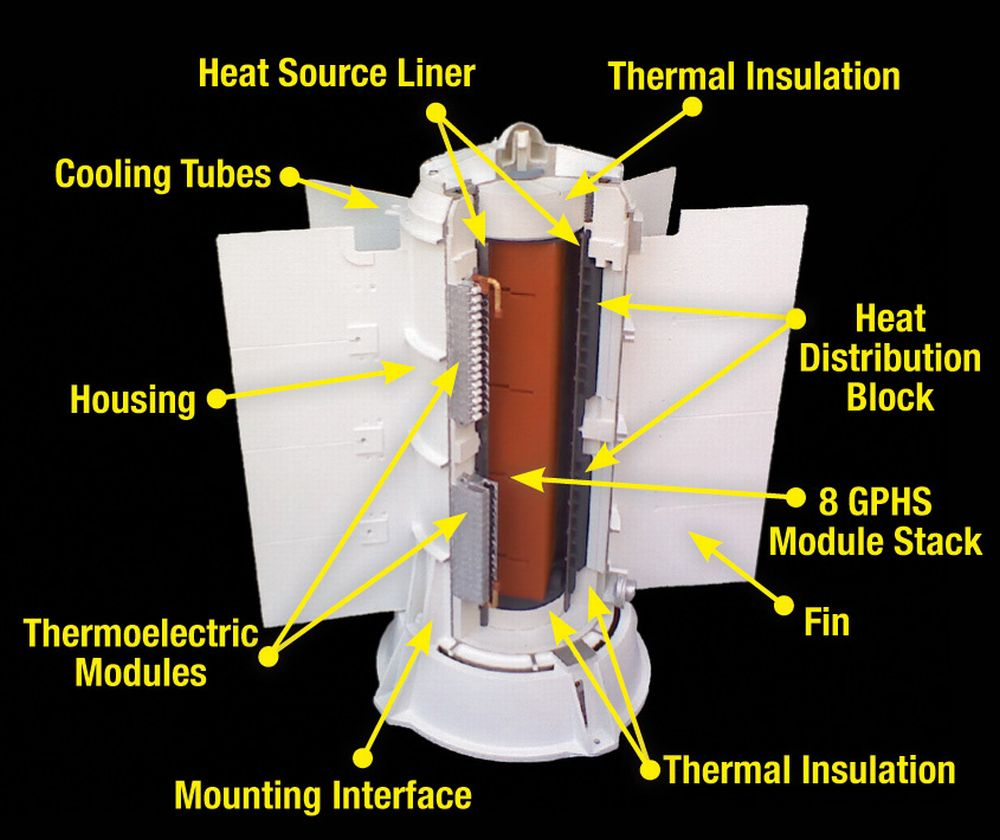 Heat Source Liner
Thermal Insulation
Cooling Tubes
Heat
Distribution
Block
Housing
8 GPHS
Module Stack
Fin
Thermoelectric
Modules
Thermal Insulation
Mounting Interface